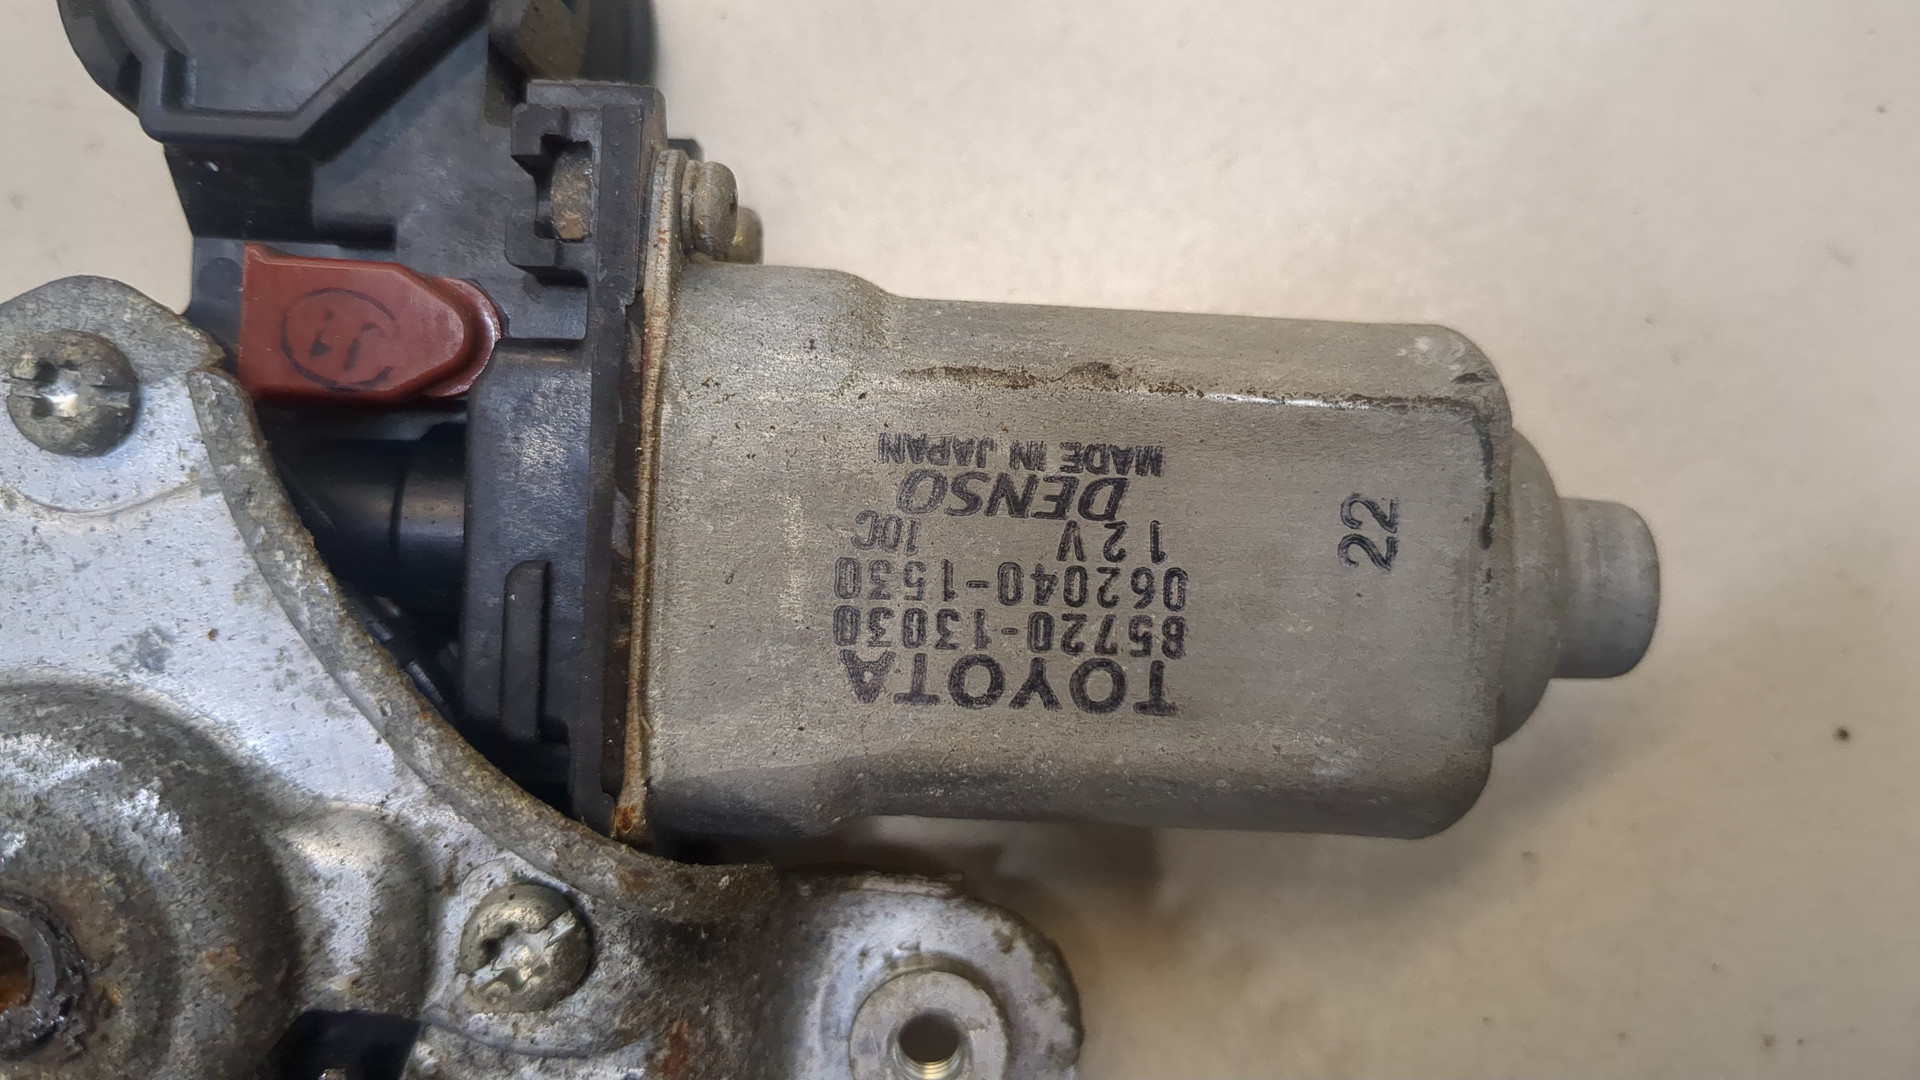 TOYOTA
85720-13030
062040-1530
12V 10C
DENSO
MADE IN JAPAN
22